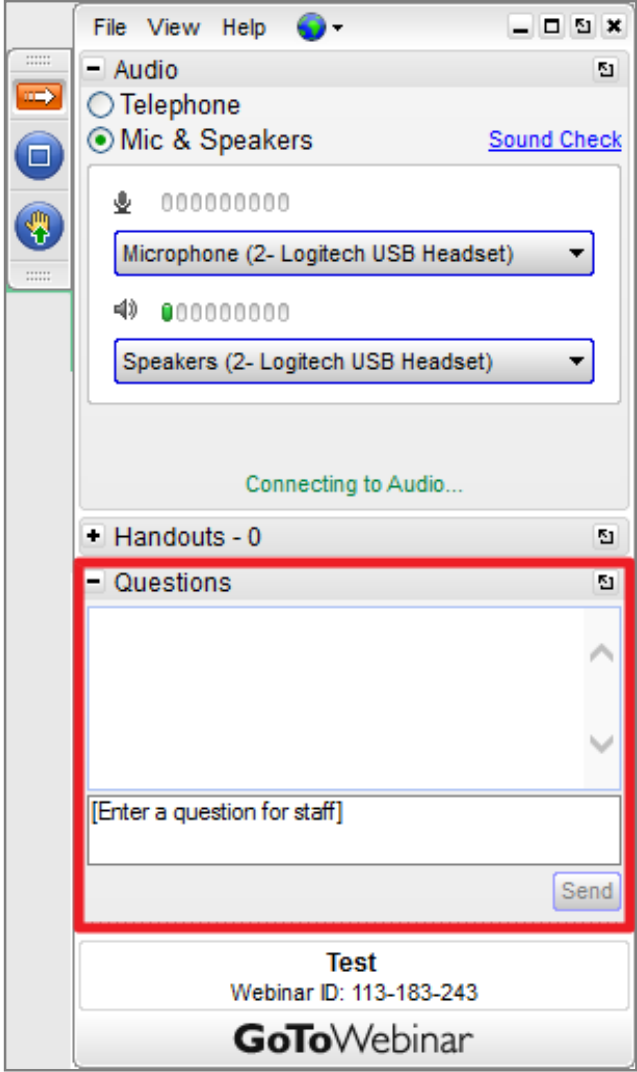 File View Help
Audio
Telephone
Mic & Speakers Sound Check
Microphone (2- Logitech USB Headset)
Speakers (2- Logitech USB Headset)
Connecting to Audio...
Handouts - 0
Questions
[Enter a question for staff]
Send
Test
Webinar ID: 113-183-243
GoToWebinar